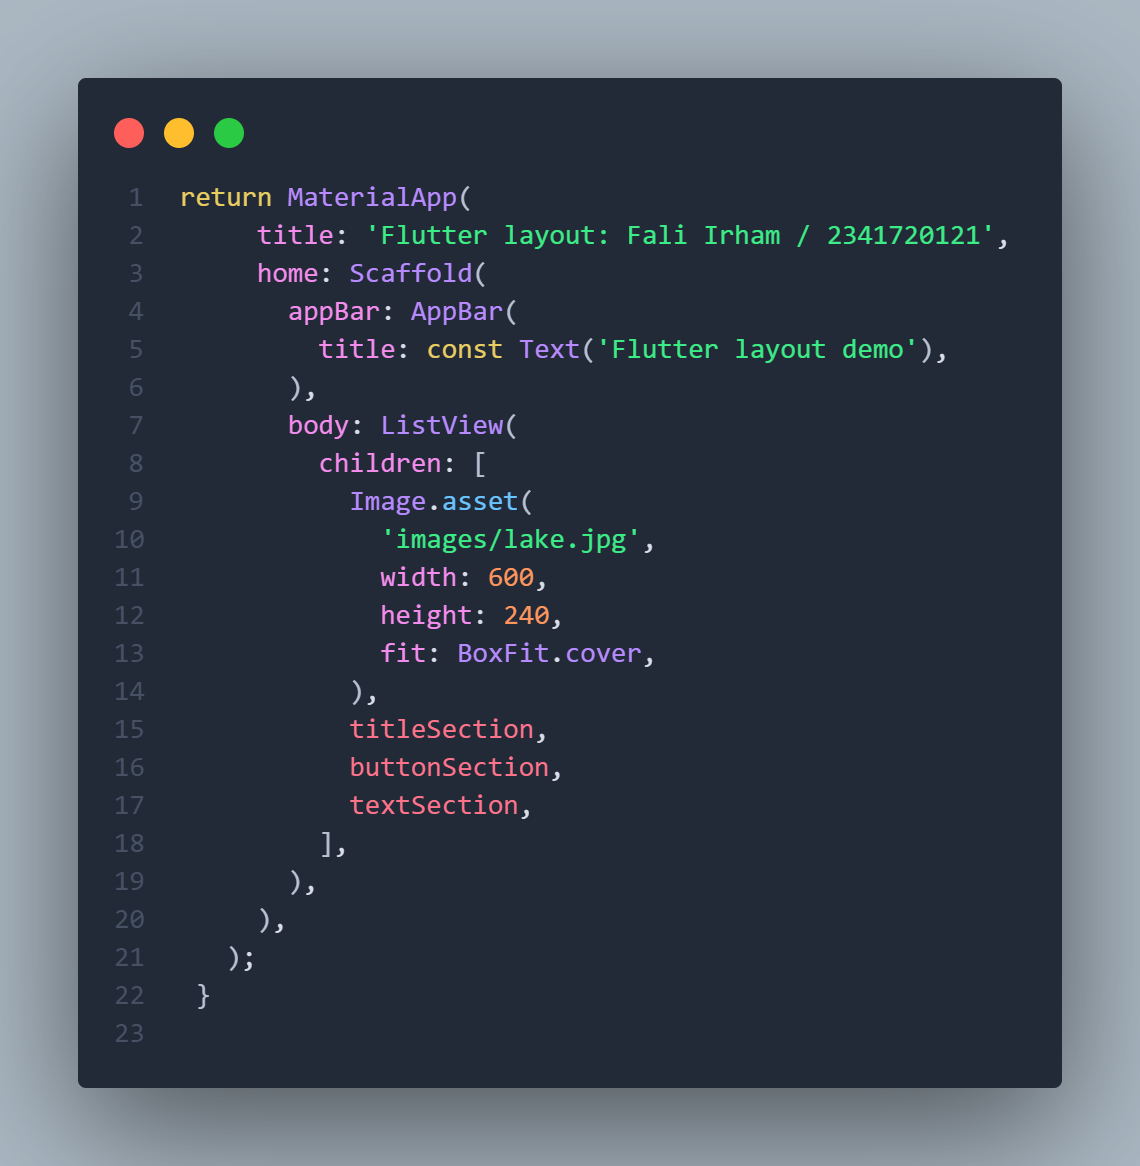 1 return MaterialApp(
2 title: 'Flutter layout: Fali Irham / 2341720121',
3 home: Scaffold(
4 appBar: AppBar(
5 title: const Text('Flutter layout demo'),
6 ),
7 body: ListView(
8 children: [
9 Image.asset(
10 'images/lake.jpg',
11 width: 600,
12 height: 240,
13 fit: BoxFit.cover,
14 ),
15 titleSection,
16 buttonSection,
17 textSection,
18 ],
19 ),
20 ),
21 );
22 }
23